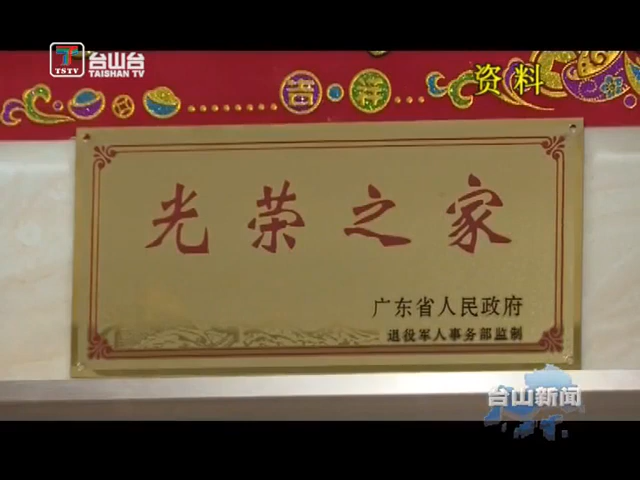 TSTV
台山台
TAISHAN TV
资料
吉祥
光荣之家
广东省人民政府
退役军人事务部监制
台山新闻